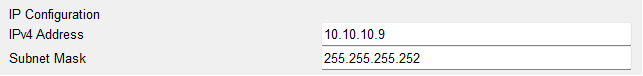 IP Configuration
IPv4 Address 10.10.10.9
Subnet Mask 255.255.255.252